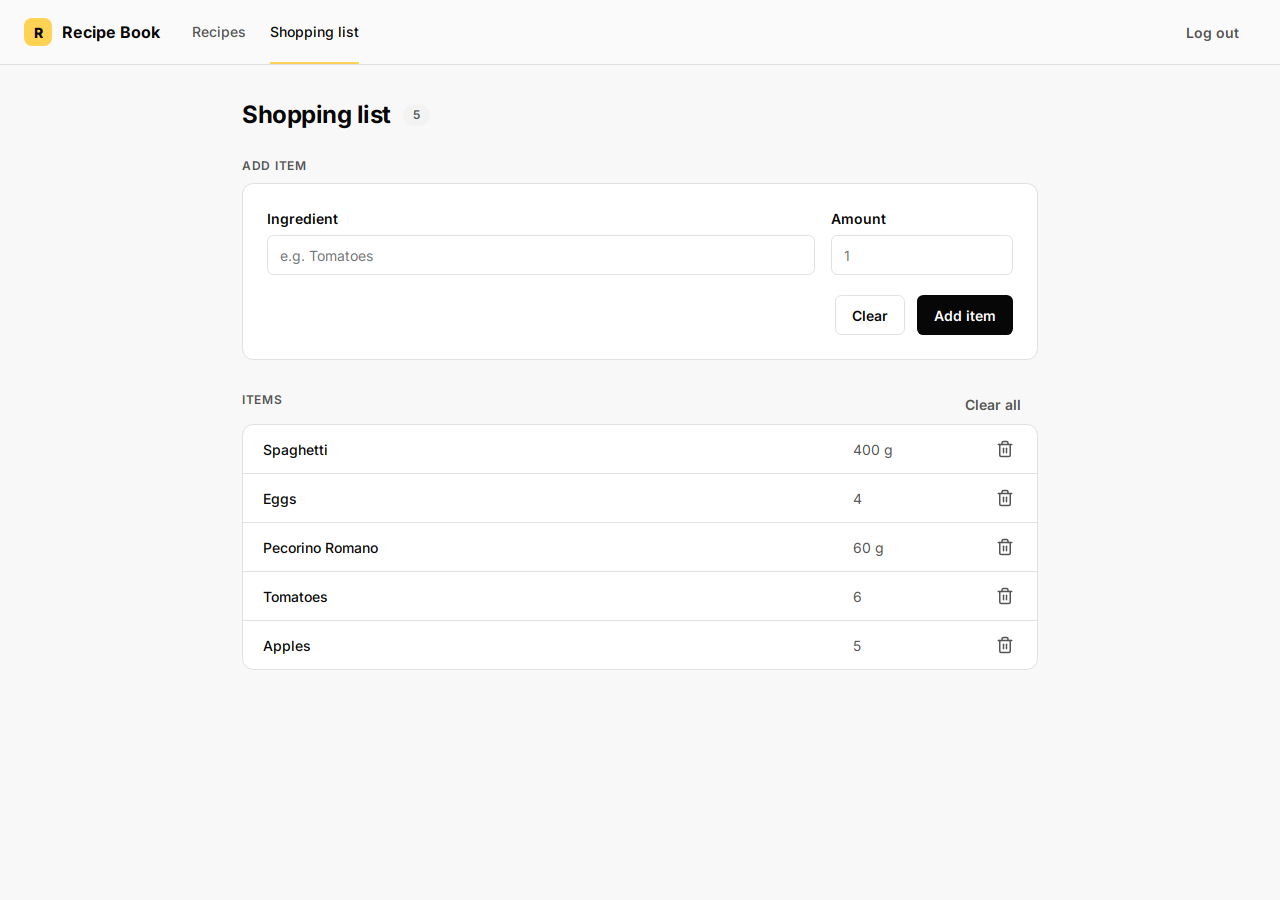 R Recipe Book Recipes Shopping list Log out
Shopping list 5
ADD ITEM
Ingredient Amount
e.g. Tomatoes 1
Clear Add item
ITEMS Clear all
Spaghetti 400 g
Eggs 4
Pecorino Romano 60 g
Tomatoes 6
Apples 5